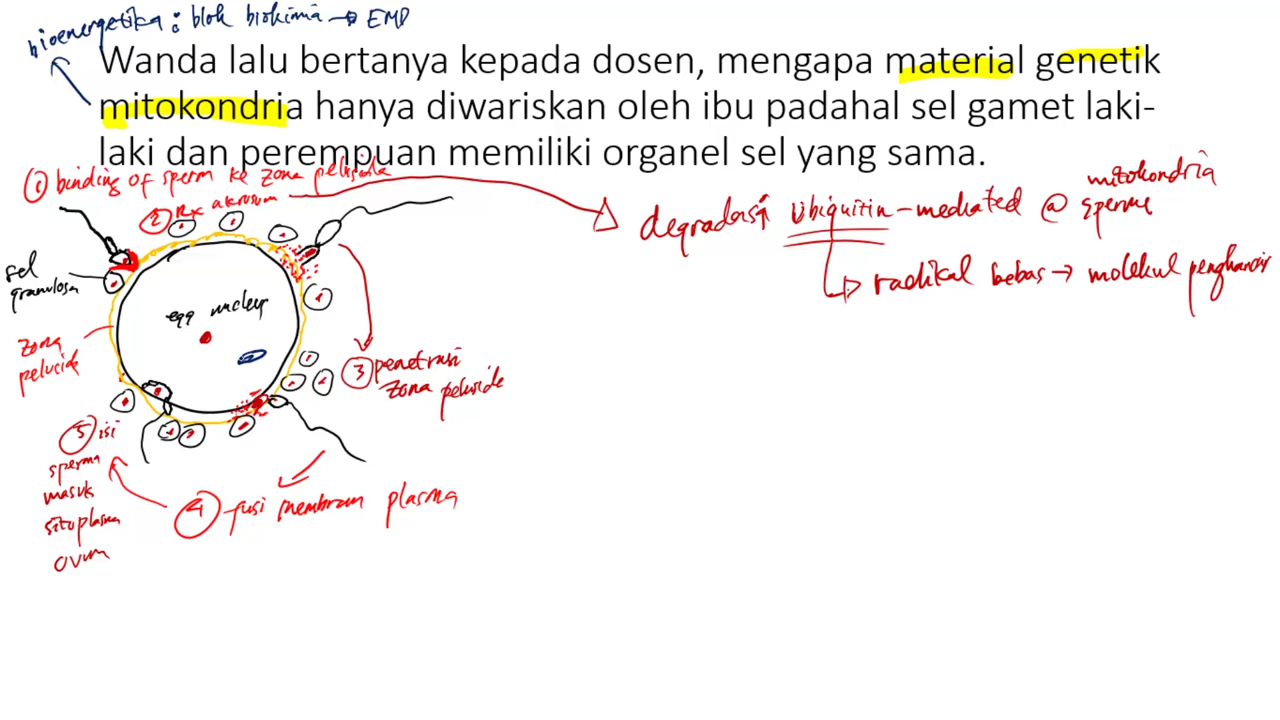 bioenergetika : blok biokimia → EMD
Wanda lalu bertanya kepada dosen, mengapa material genetik
mitokondria hanya diwariskan oleh ibu padahal sel gamet laki-
laki dan perempuan memiliki organel sel yang sama.
① binding of sperm ke zona pelusida
② Rx akrosom
degradasi ubiquitin-mediated @ mitokondria
sperma
radikal bebas → molekul penghancur
sel
granulosa
egg nucleus
zona
pelucide
③ penetrasi
zona pelucide
④ fusi membran plasma
⑤ isi
sperma
masuk
sitoplasma
ovum